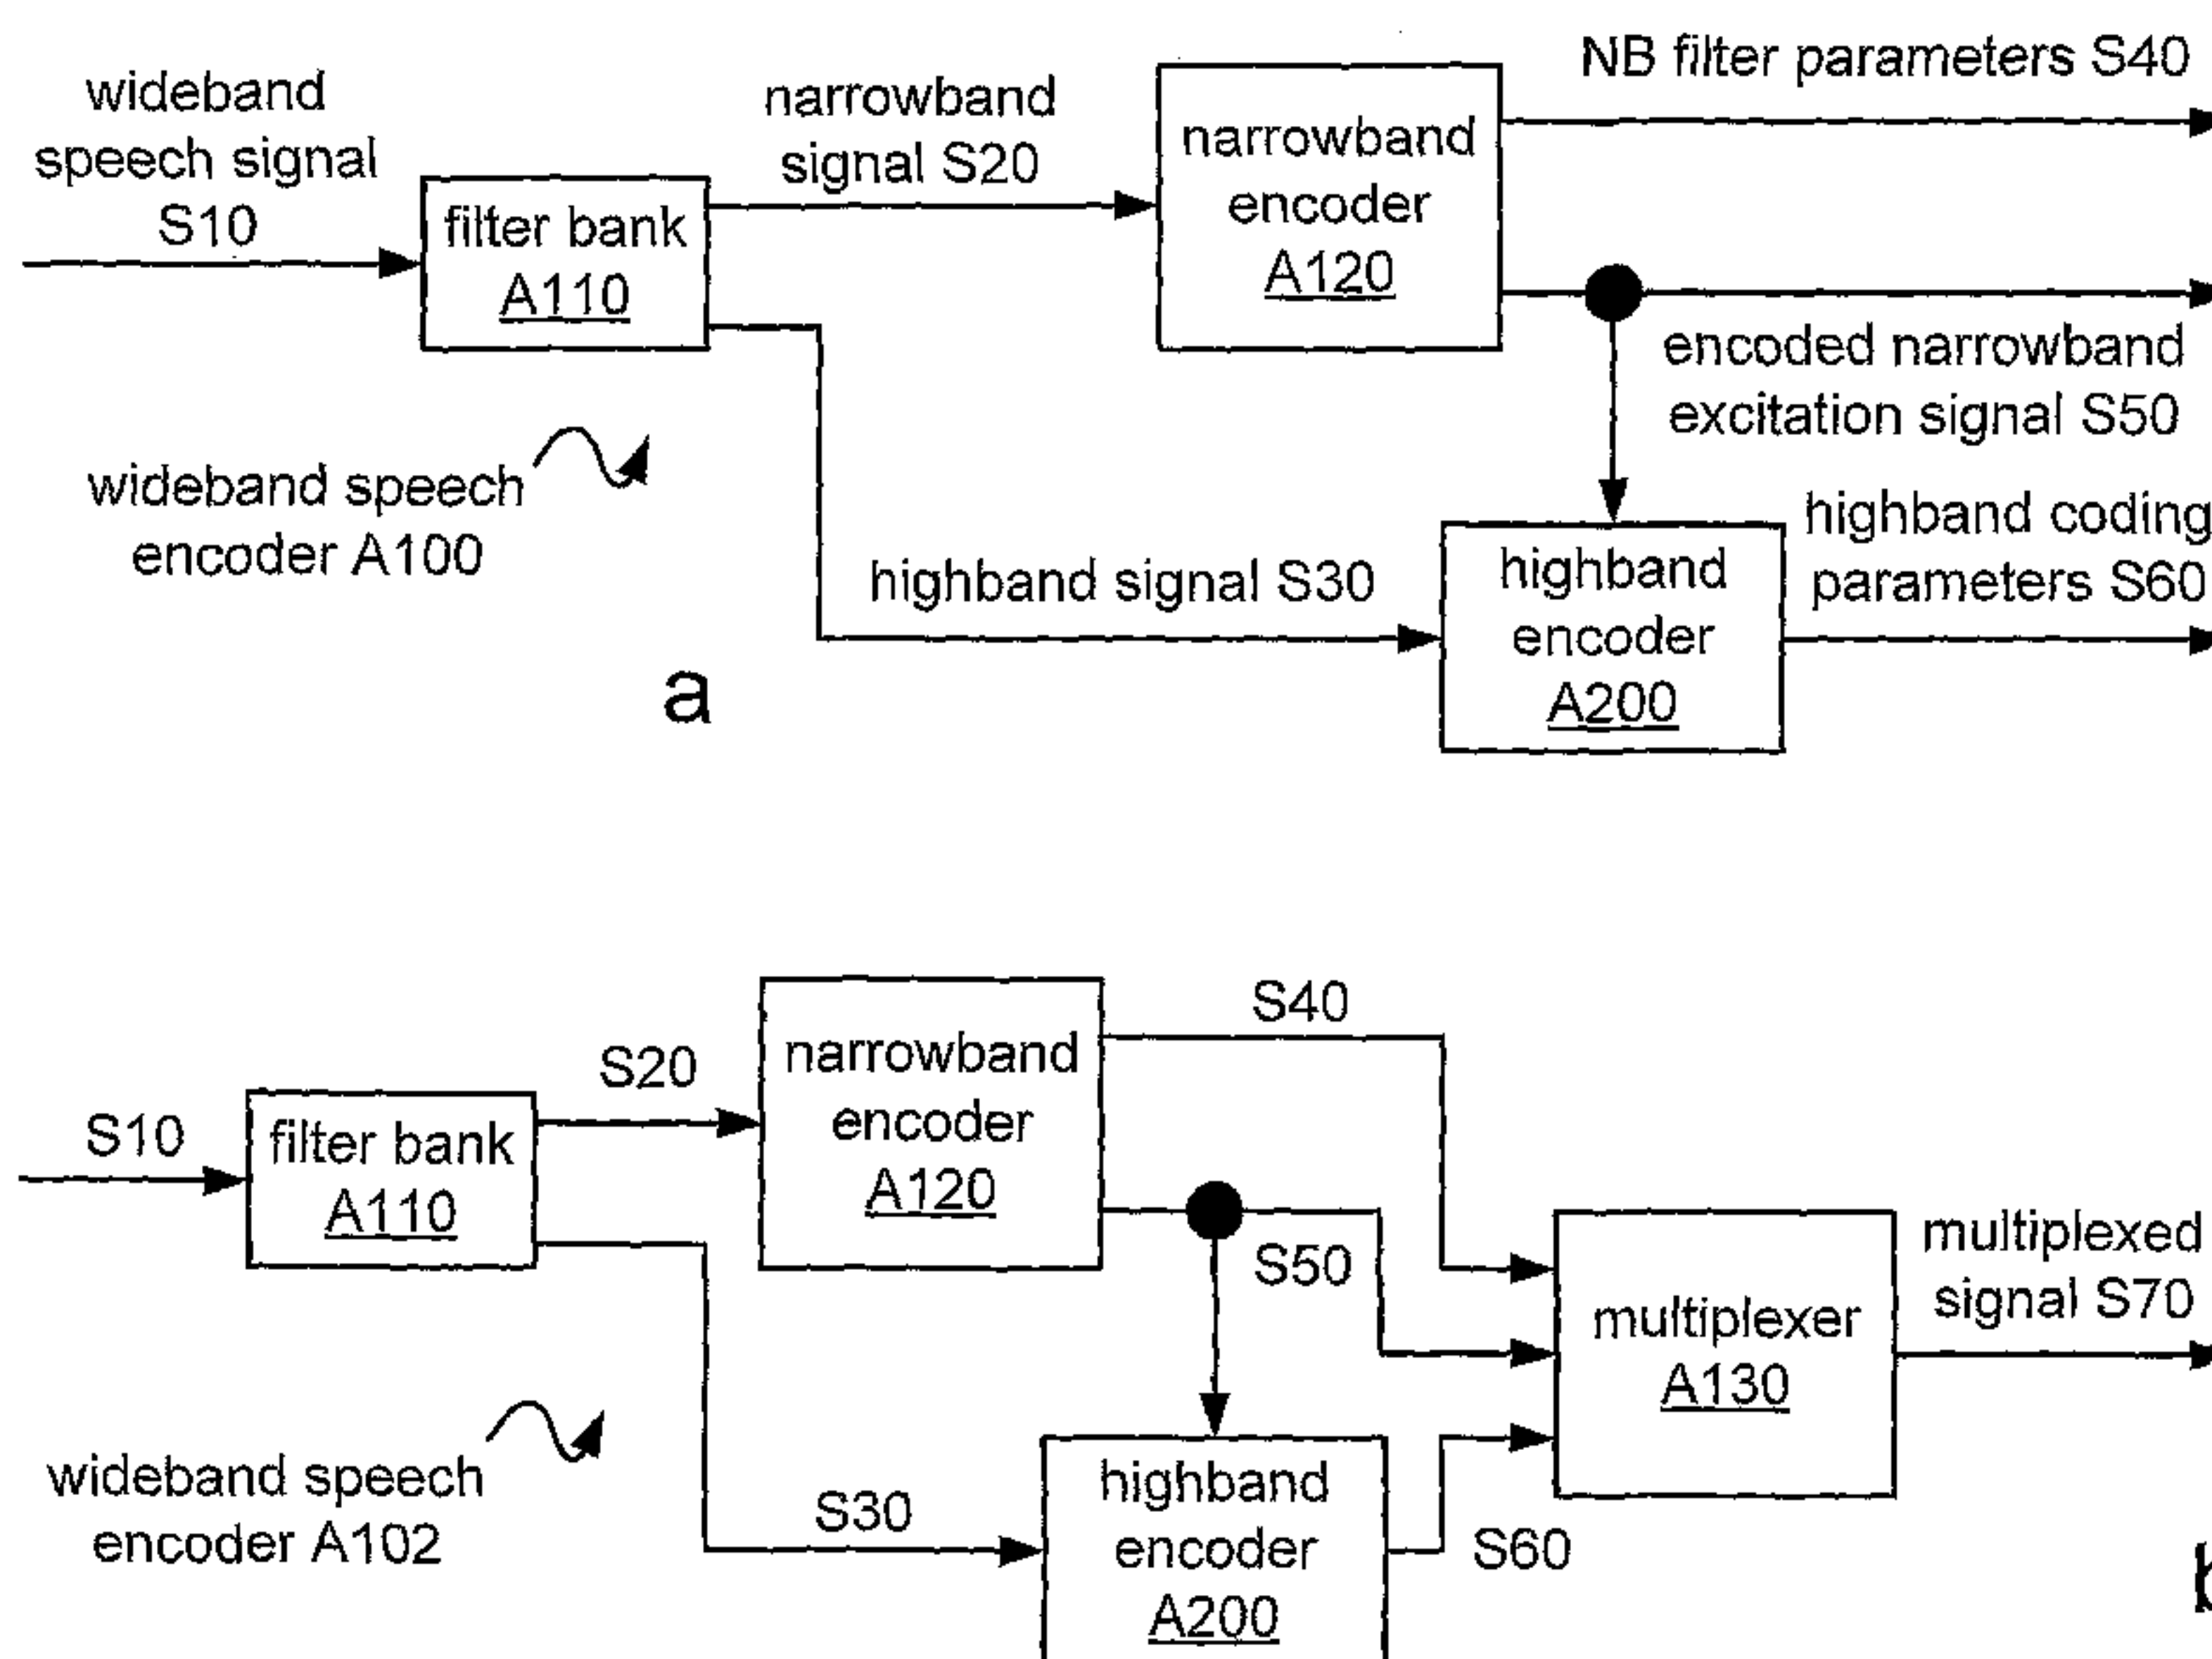 wideband
speech signal
S10
filter bank
A110
narrowband
signal S20
narrowband
encoder
A120
NB filter parameters S40
encoded narrowband
excitation signal S50
wideband speech
encoder A100
highband signal S30
highband
encoder
A200
highband coding
parameters S60
a
S10
filter bank
A110
S20
narrowband
encoder
A120
S40
S50
multiplexer
A130
multiplexed
signal S70
wideband speech
encoder A102
S30
highband
encoder
A200
S60